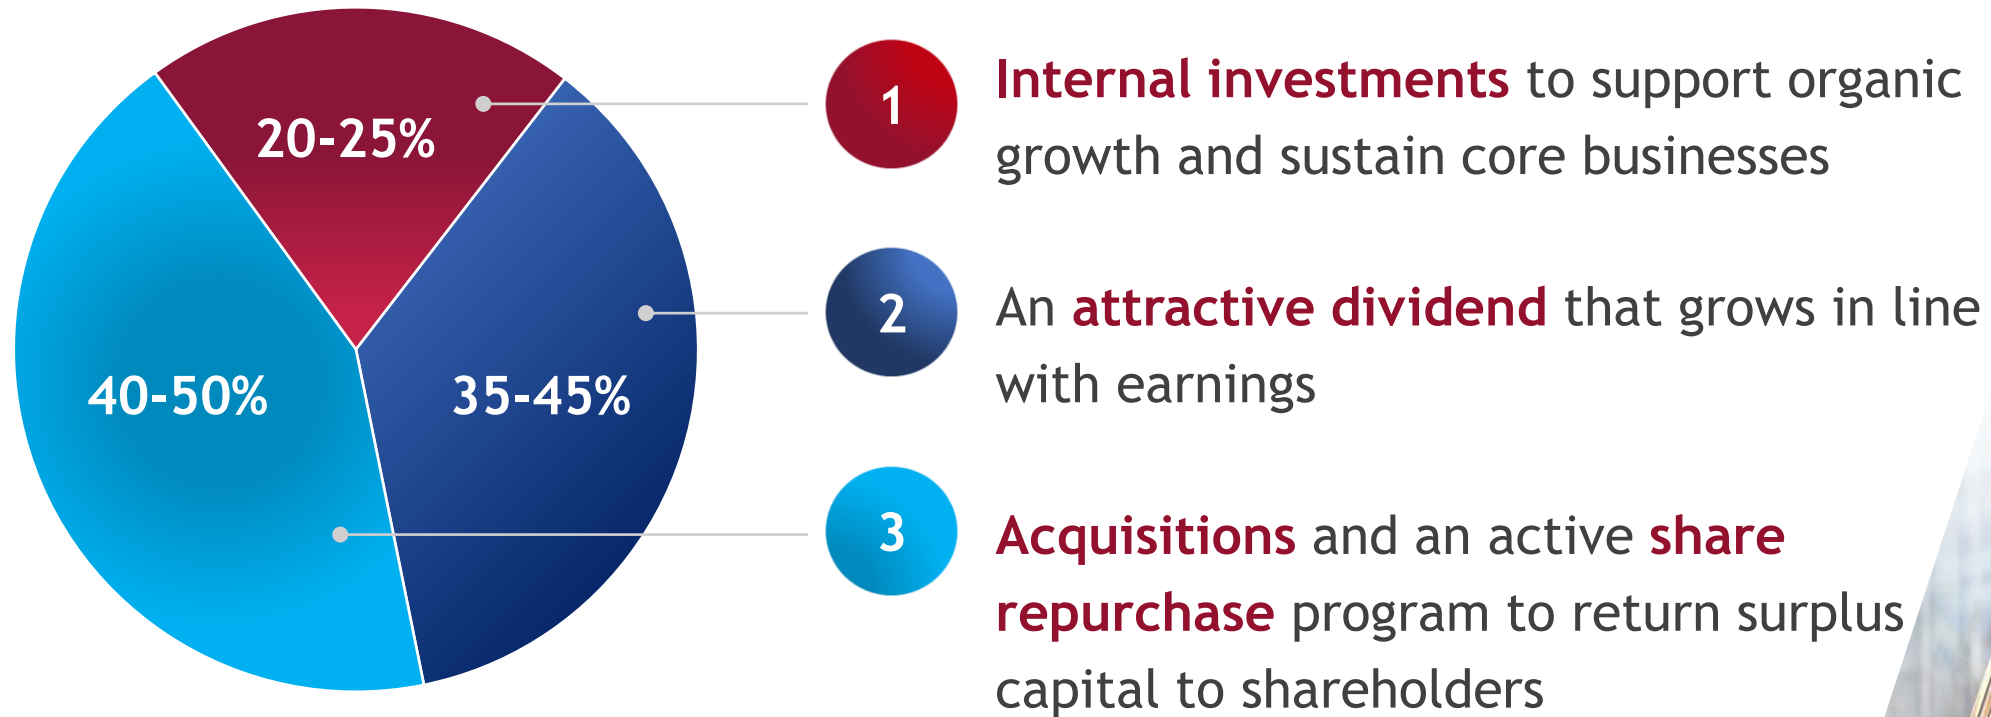 20-25%
40-50%
35-45%
1
Internal investments to support organic
growth and sustain core businesses
2
An attractive dividend that grows in line
with earnings
3
Acquisitions and an active share
repurchase program to return surplus
capital to shareholders